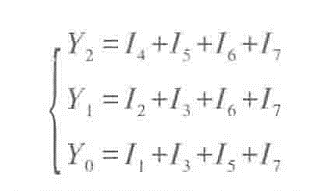 Y₂ = I₄ + I₅ + I₆ + I₇
Y₁ = I₂ + I₃ + I₆ + I₇
Y₀ = I₁ + I₃ + I₅ + I₇